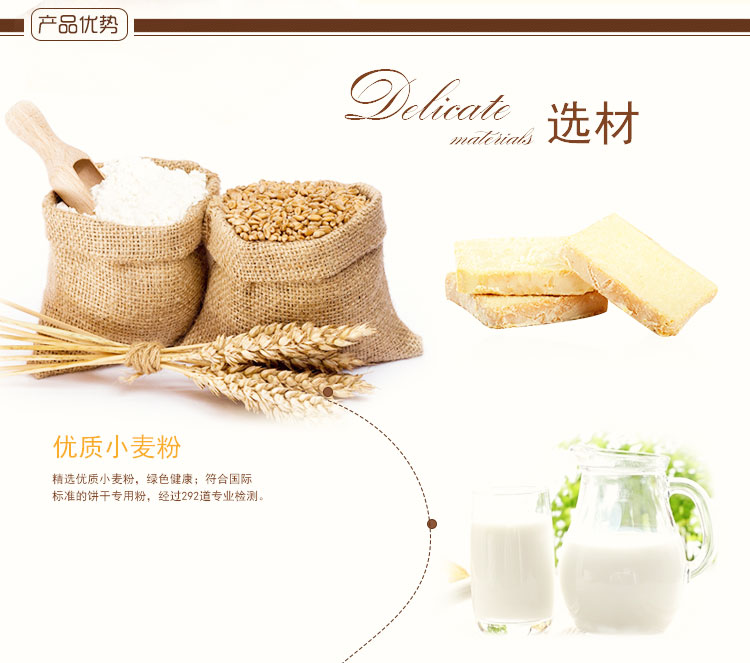 产品优势
Delicate
materials
选材
优质小麦粉
精选优质小麦粉，绿色健康；符合国际
标准的饼干专用粉，经过292道专业检测。